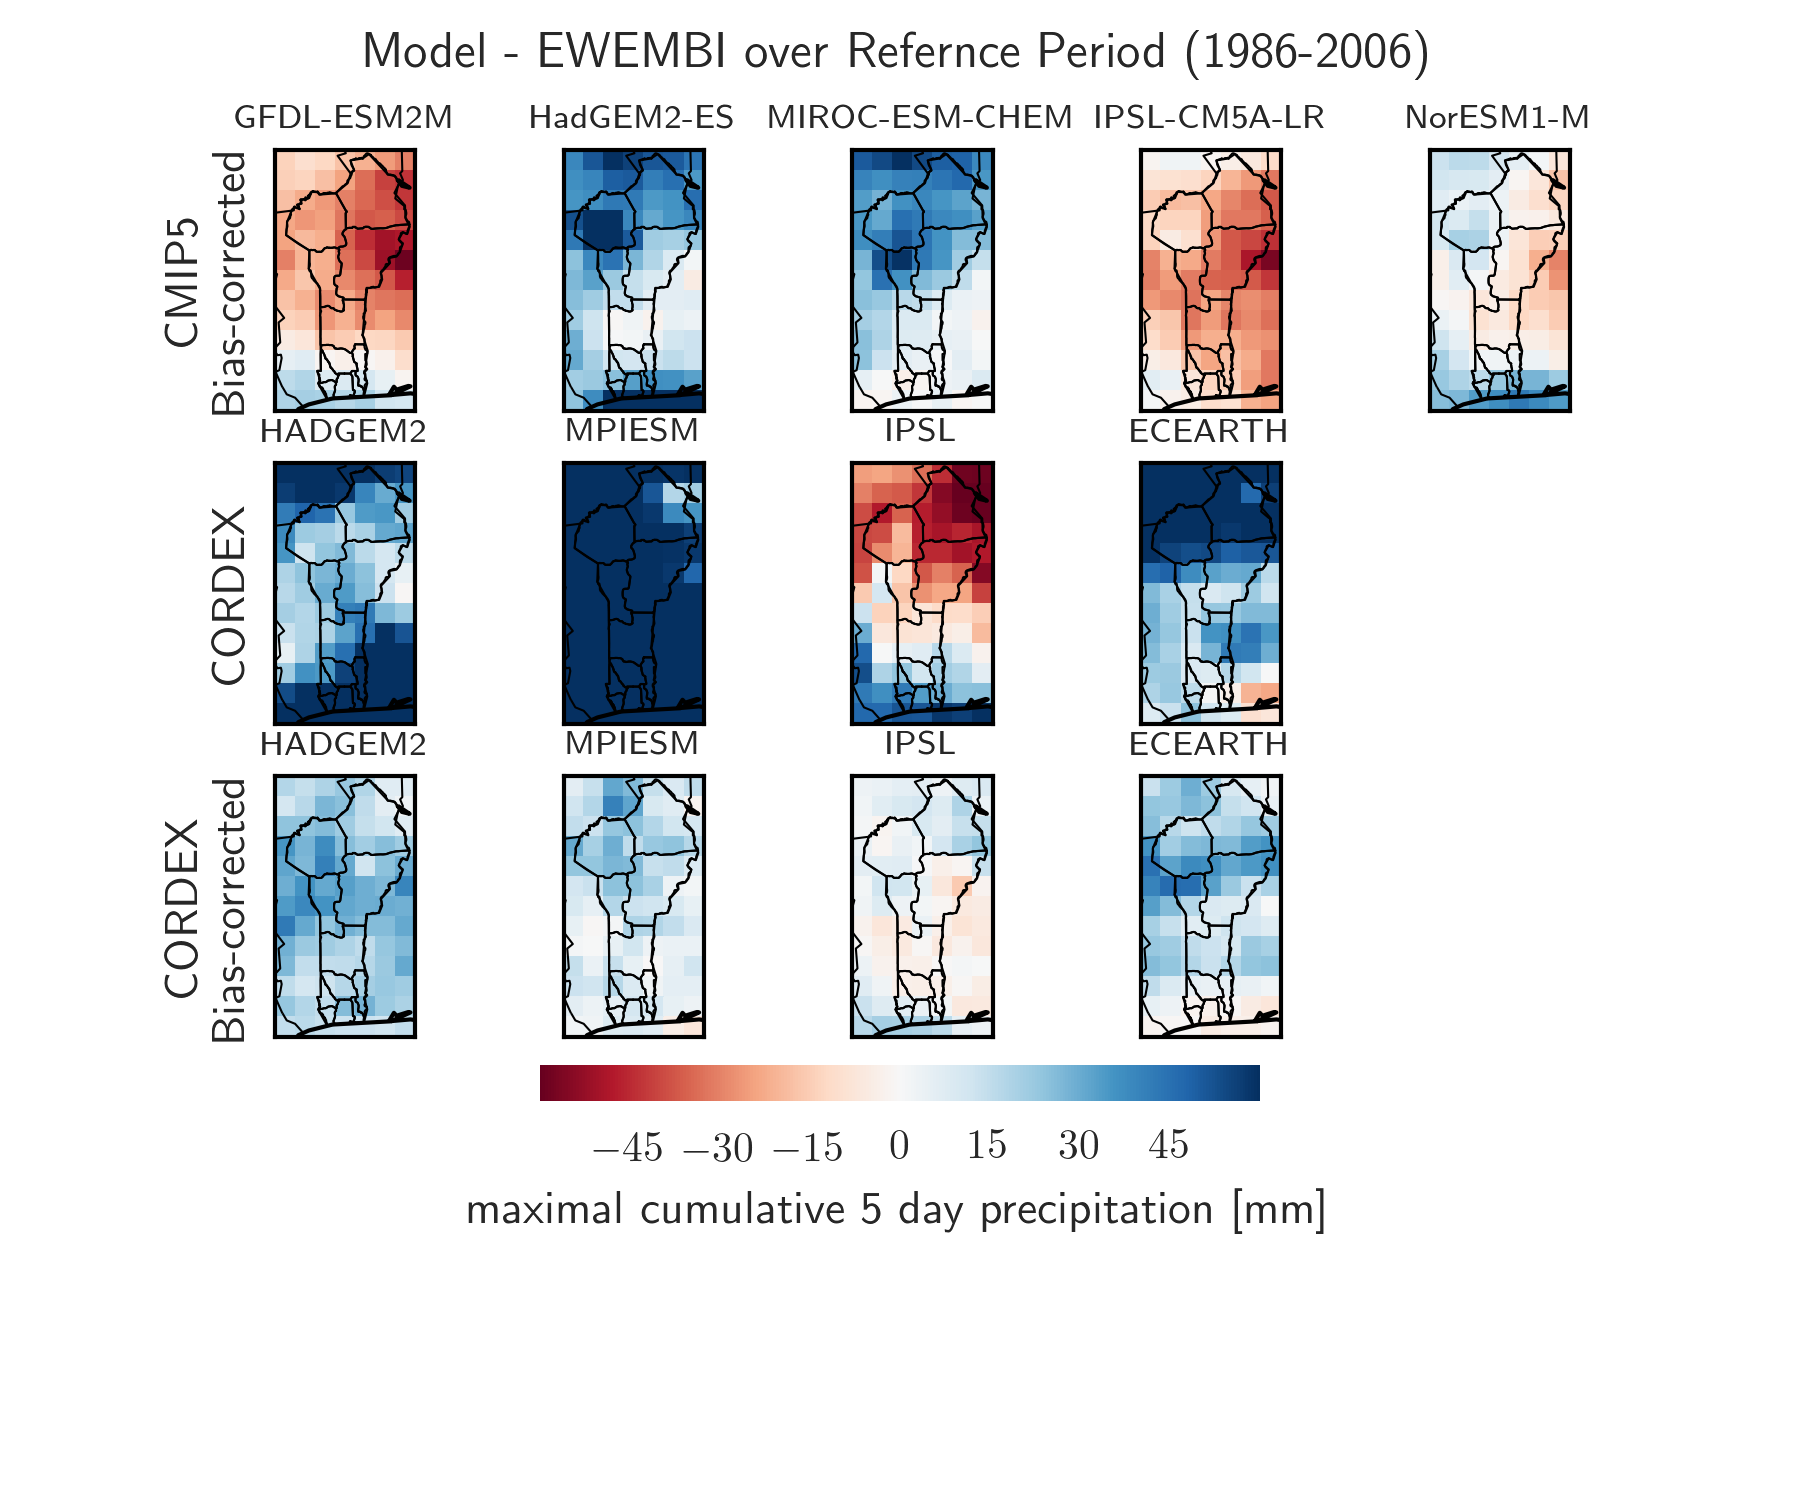 Model - EWEMBI over Refernce Period (1986-2006)
GFDL-ESM2M HadGEM2-ES MIROC-ESM-CHEM IPSL-CM5A-LR NorESM1-M
CMIP5
Bias-corrected
HADGEM2 MPIESM IPSL ECEARTH
CORDEX
HADGEM2 MPIESM IPSL ECEARTH
CORDEX
Bias-corrected
−45 −30 −15 0 15 30 45
maximal cumulative 5 day precipitation [mm]